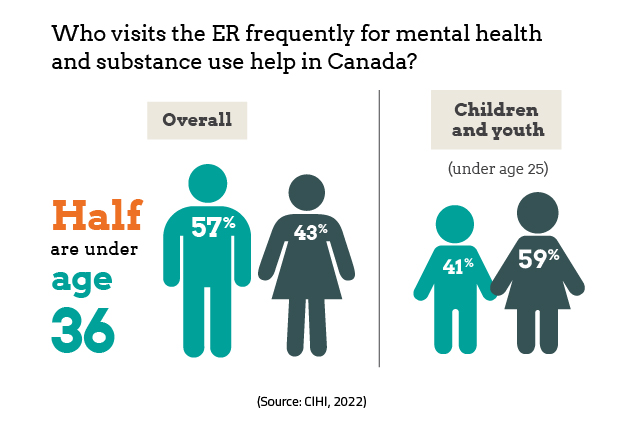 Who visits the ER frequently for mental health
and substance use help in Canada?
Overall
Half
are under
age
36
57%
43%
Children
and youth
(under age 25)
41%
59%
(Source: CIHI, 2022)